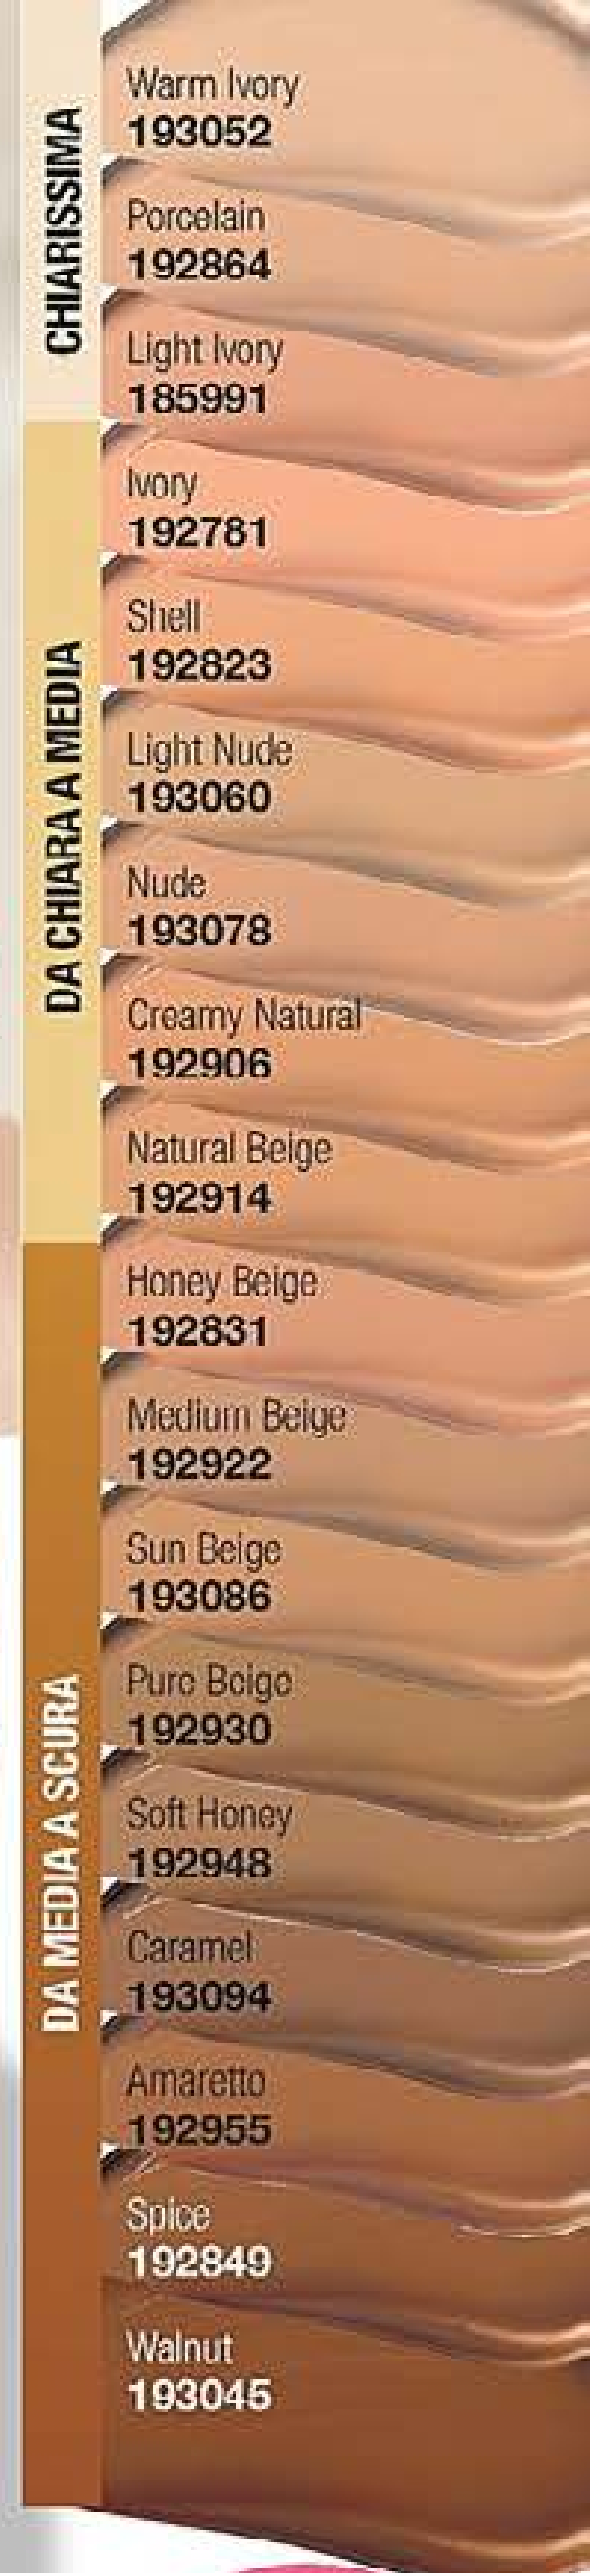 CHIARISSIMA
Warm Ivory
193052
Porcelain
192864
Light Ivory
185991
DA CHIARA A MEDIA
Ivory
192781
Shell
192823
Light Nude
193060
Nude
193078
Creamy Natural
192906
Natural Beige
192914
DA MEDIA A SCURA
Honey Beige
192831
Medium Beige
192922
Sun Beige
193086
Pure Beige
192930
Soft Honey
192948
Caramel
193094
Amaretto
192955
Spice
192849
Walnut
193045